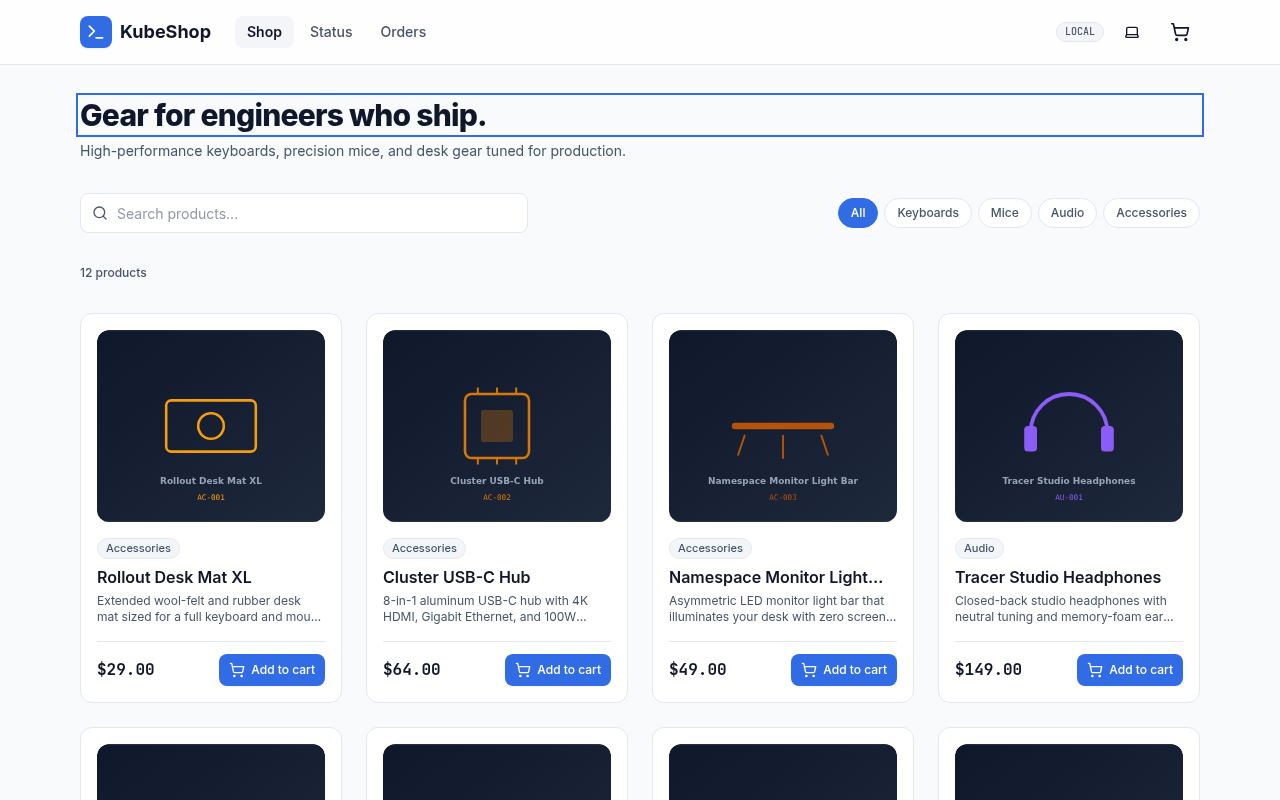 KubeShop
Shop
Status
Orders
LOCAL
Gear for engineers who ship.
High-performance keyboards, precision mice, and desk gear tuned for production.
Search products...
All
Keyboards
Mice
Audio
Accessories
12 products
Rollout Desk Mat XL
AC-001
Accessories
Rollout Desk Mat XL
Extended wool-felt and rubber desk
mat sized for a full keyboard and mou...
$29.00
Add to cart
Cluster USB-C Hub
AC-002
Accessories
Cluster USB-C Hub
8-in-1 aluminum USB-C hub with 4K
HDMI, Gigabit Ethernet, and 100W...
$64.00
Add to cart
Namespace Monitor Light Bar
AC-003
Accessories
Namespace Monitor Light...
Asymmetric LED monitor light bar that
illuminates your desk with zero screen...
$49.00
Add to cart
Tracer Studio Headphones
AU-001
Audio
Tracer Studio Headphones
Closed-back studio headphones with
neutral tuning and memory-foam ear...
$149.00
Add to cart